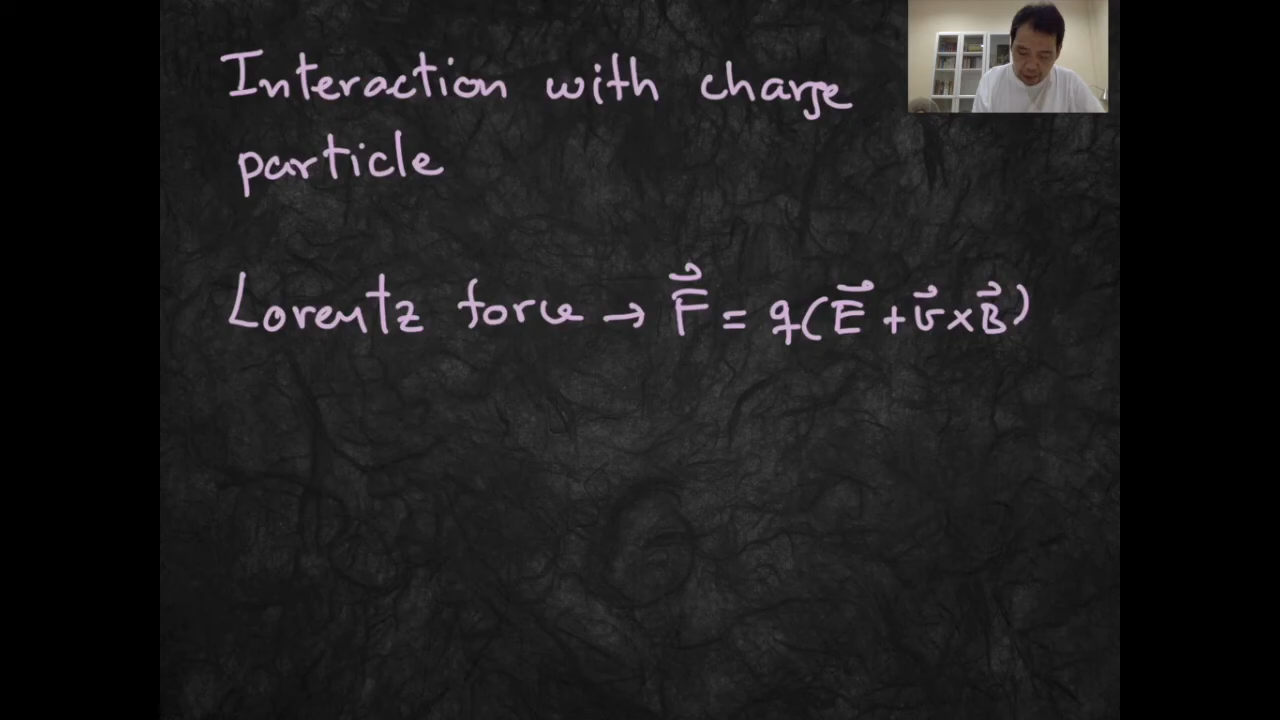 Interaction with charge
particle
Lorentz force → F⃗ = q(E⃗ + v⃗ × B⃗)